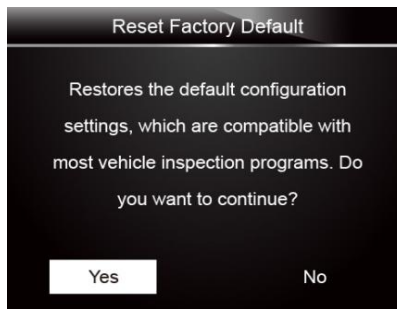 Reset Factory Default
Restores the default configuration
settings, which are compatible with
most vehicle inspection programs. Do
you want to continue?
Yes
No